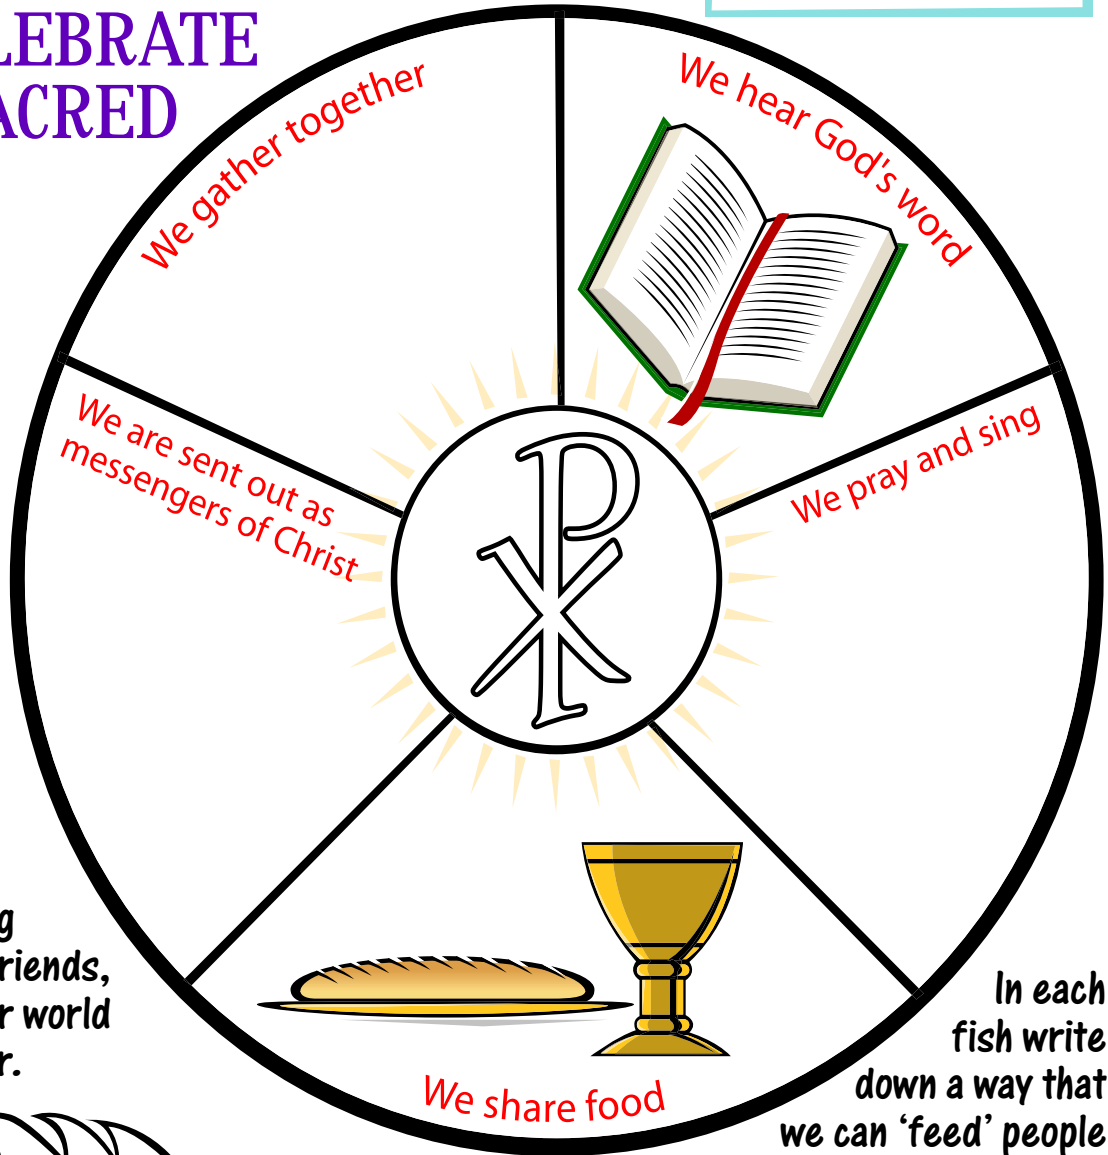 LEBRATE
ACRED
We gather together
We hear God's word
We are sent out as
messengers of Christ
We pray and sing
We share food
g
riends,
r world
r.
In each
fish write
down a way that
we can ‘feed’ people